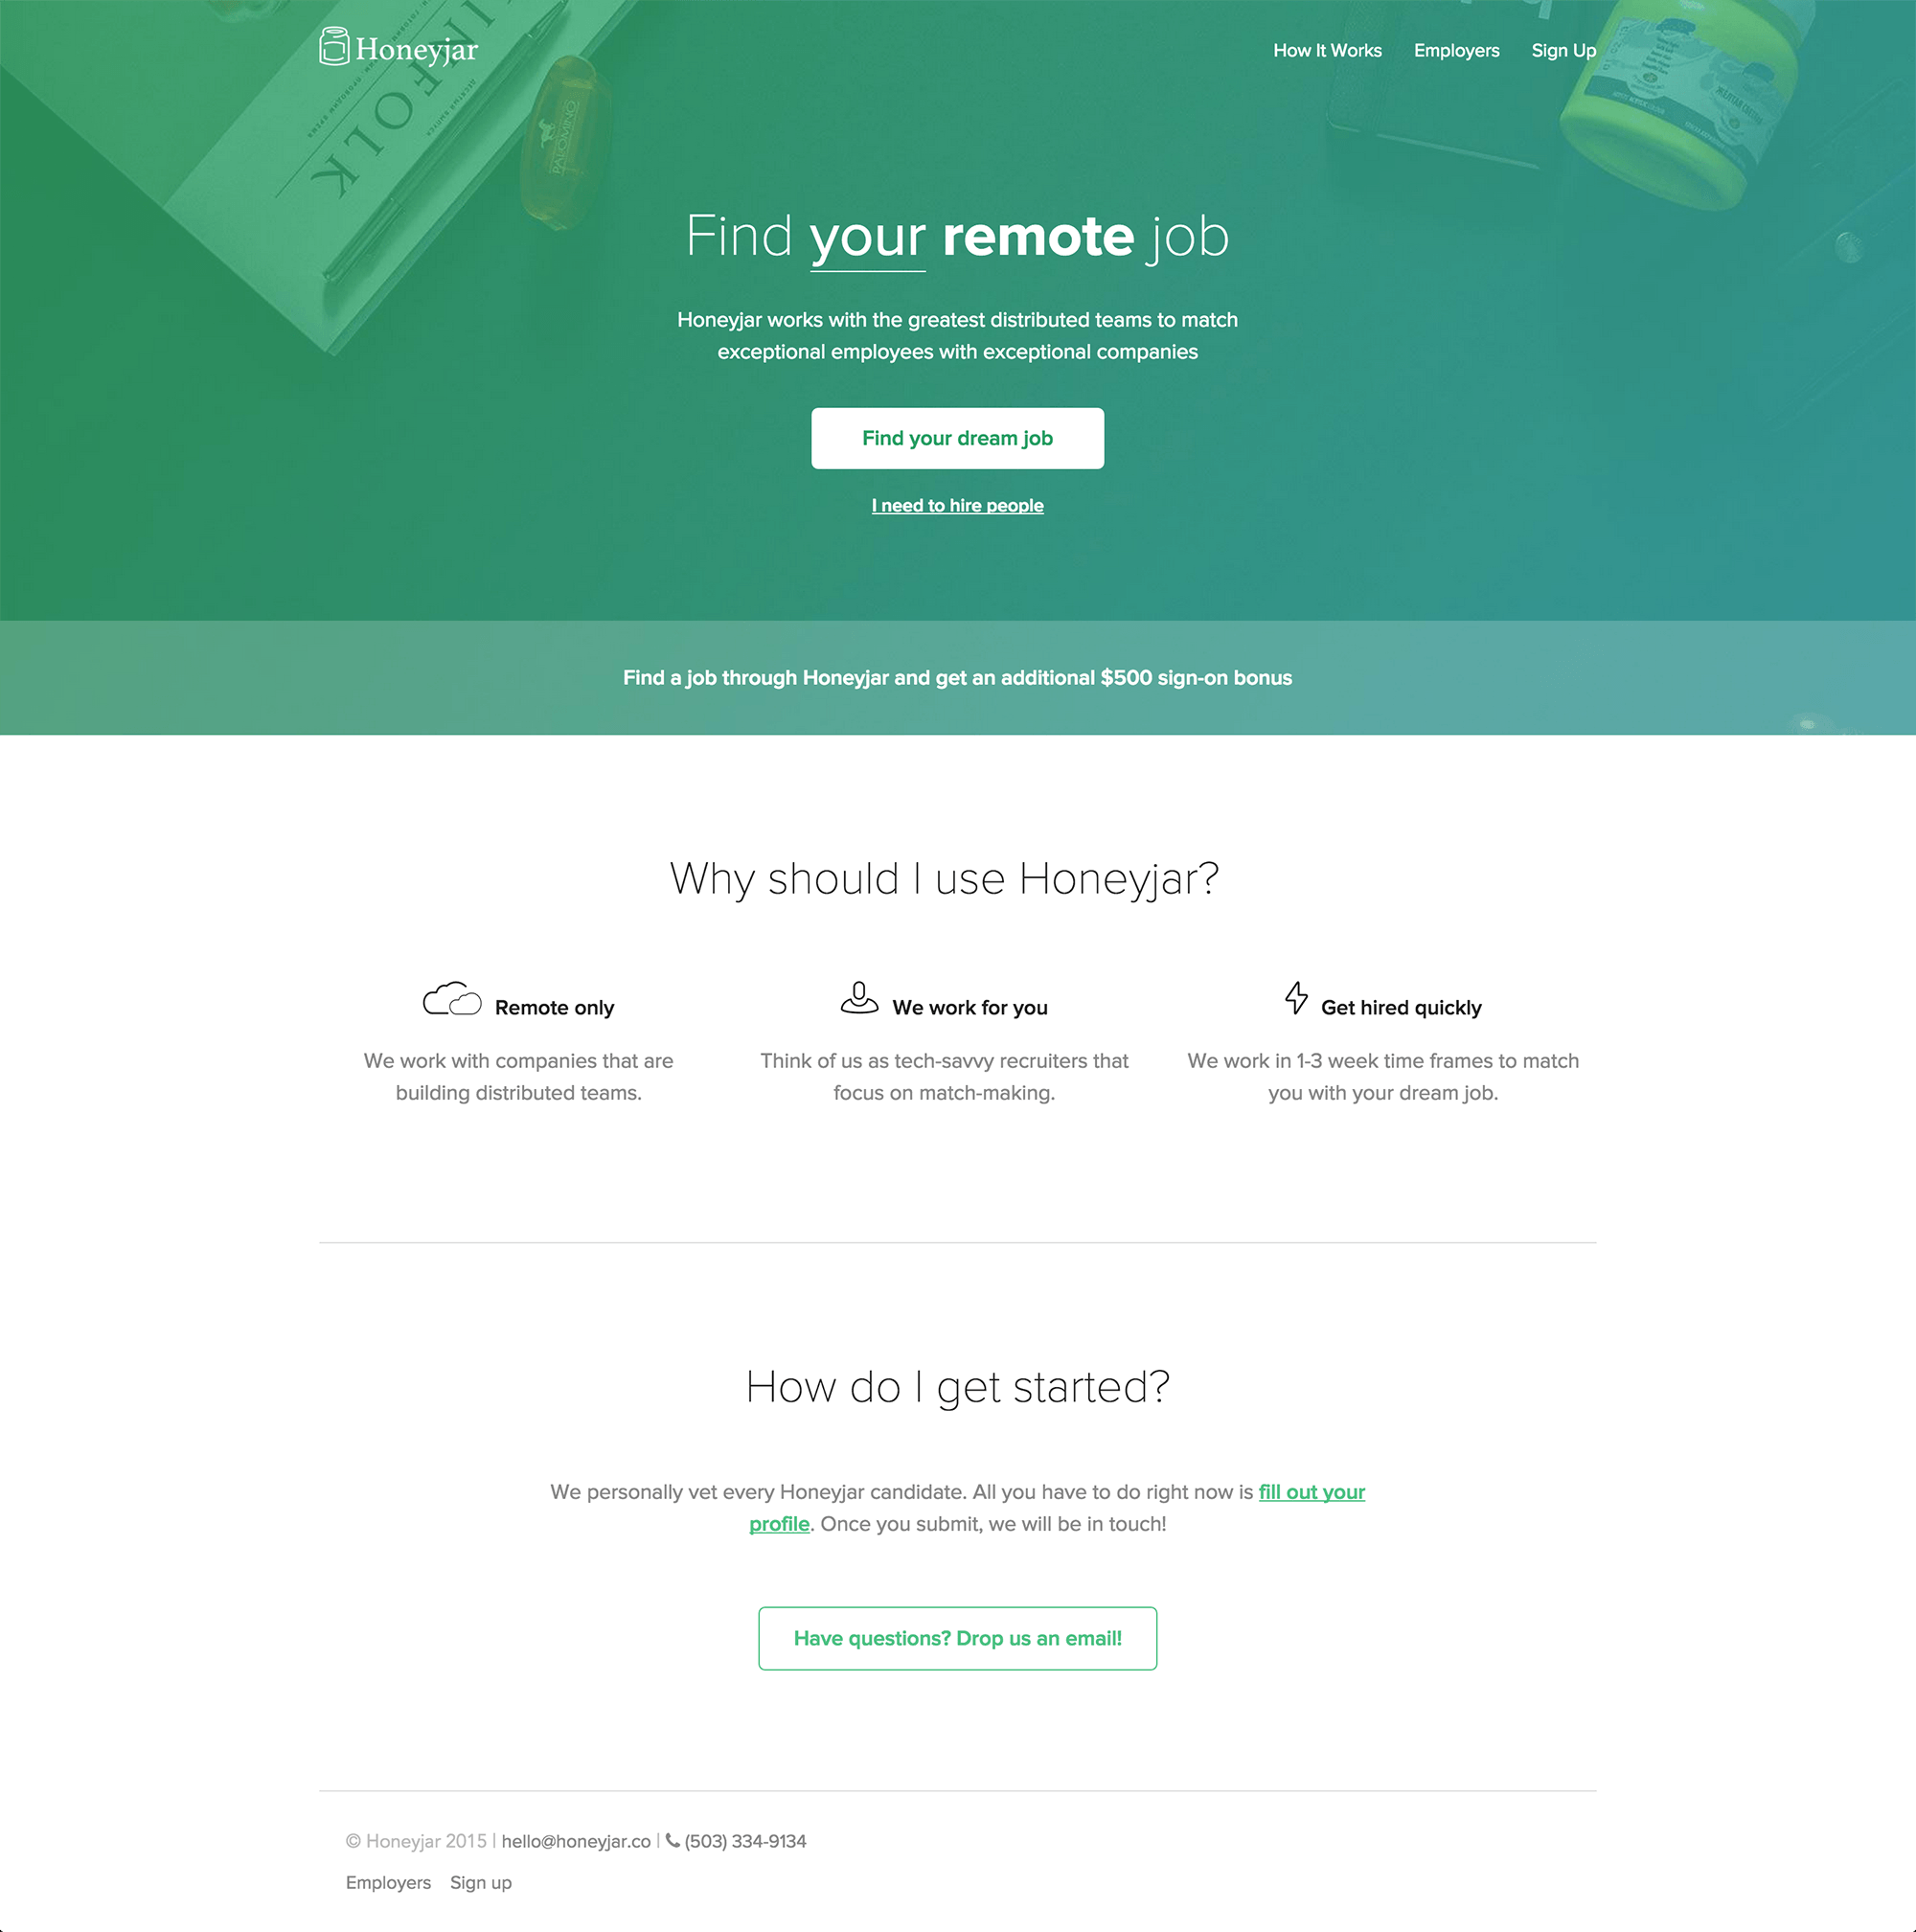 Honeyjar
How It Works
Employers
Sign Up
INFOLK
PALOMINO
Find your remote job
Honeyjar works with the greatest distributed teams to match
exceptional employees with exceptional companies
Find your dream job
I need to hire people
Find a job through Honeyjar and get an additional $500 sign-on bonus
Why should I use Honeyjar?
Remote only
We work with companies that are
building distributed teams.
We work for you
Think of us as tech-savvy recruiters that
focus on match-making.
Get hired quickly
We work in 1-3 week time frames to match
you with your dream job.
How do I get started?
We personally vet every Honeyjar candidate. All you have to do right now is fill out your
profile. Once you submit, we will be in touch!
Have questions? Drop us an email!
© Honeyjar 2015 | hello@honeyjar.co | (503) 334-9134
Employers Sign up